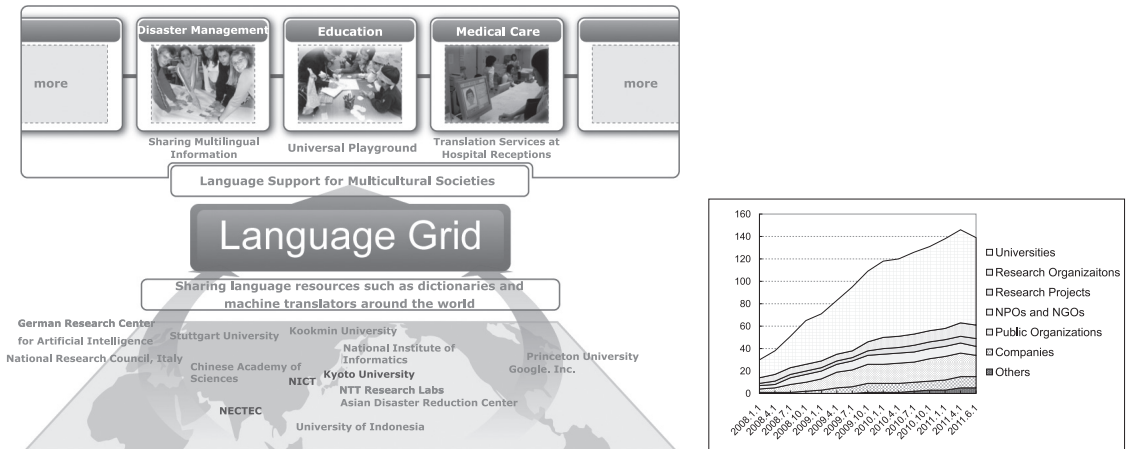 Disaster Management
Education
Medical Care
more
more
Sharing Multilingual
Information
Universal Playground
Translation Services at
Hospital Receptions
Language Support for Multicultural Societies
Language Grid
Sharing language resources such as dictionaries and
machine translators around the world
German Research Center
for Artificial Intelligence
National Research Council, Italy
Stuttgart University
Kookmin University
National Institute of
Informatics
Chinese Academy of
Sciences
NICT
Kyoto University
Princeton University
Google. Inc.
NTT Research Labs
Asian Disaster Reduction Center
NECTEC
University of Indonesia
160
140
120
100
80
60
40
20
0
2008.1.1
2008.4.1
2008.7.1
2008.10.1
2009.1.1
2009.4.1
2009.7.1
2009.10.1
2010.1.1
2010.4.1
2010.7.1
2010.10.1
2011.1.1
2011.4.1
2011.6.1
Universities
Research Organizaitons
Research Projects
NPOs and NGOs
Public Organizations
Companies
Others